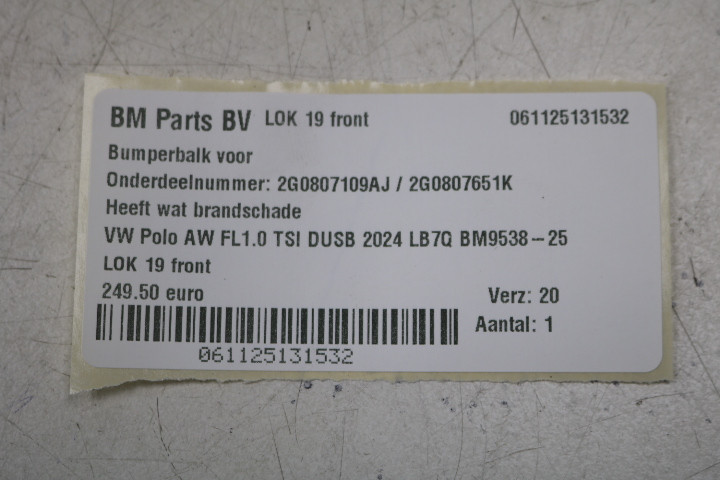 BM Parts BV LOK 19 front 061125131532
Bumperbalk voor
Onderdeelnummer: 2G0807109AJ / 2G0807651K
Heeft wat brandschade
VW Polo AW FL1.0 TSI DUSB 2024 LB7Q BM9538-25
LOK 19 front
249.50 euro Verz: 20
Aantal: 1
061125131532